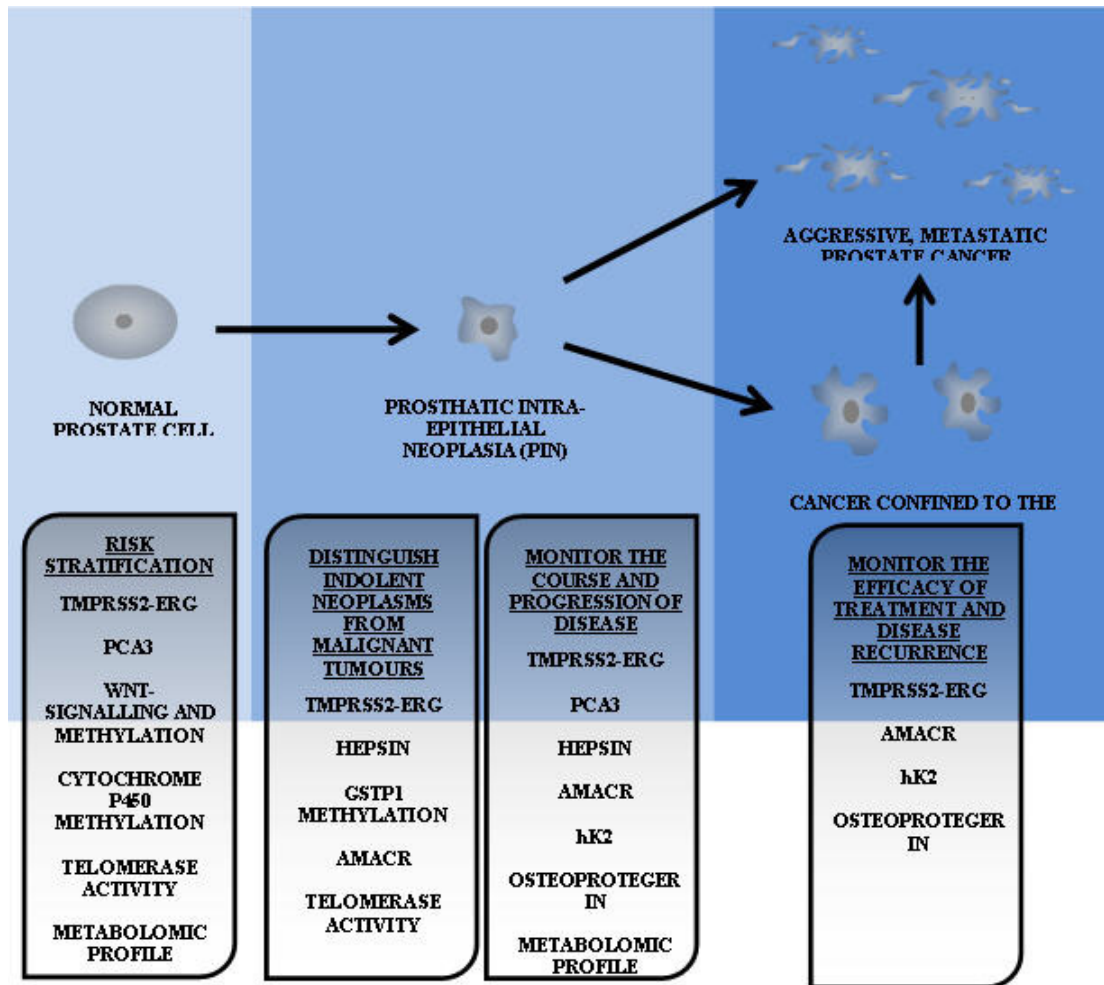 AGGRESSIVE, METASTATIC
PROSTATE CANCER
NORMAL
PROSTATE CELL
PROSTHATIC INTRA-
EPITHELIAL
NEOPLASIA (PIN)
CANCER CONFINED TO THE
RISK
STRATIFICATION
TMPRSS2-ERG
PCA3
WNT-
SIGNALLING AND
METHYLATION
CYTOCHROME
P450
METHYLATION
TELOMERASE
ACTIVITY
METABOLOMIC
PROFILE
DISTINGUISH
INDOLENT
NEOPLASMS
FROM
MALIGNANT
TUMOURS
TMPRSS2-ERG
HEPSIN
GSTP1
METHYLATION
AMACR
TELOMERASE
ACTIVITY
MONITOR THE
COURSE AND
PROGRESSION OF
DISEASE
TMPRSS2-ERG
PCA3
HEPSIN
AMACR
hK2
OSTEOPROTEGER
IN
METABOLOMIC
PROFILE
MONITOR THE
EFFICACY OF
TREATMENT AND
DISEASE
RECURRENCE
TMPRSS2-ERG
AMACR
hK2
OSTEOPROTEGER
IN